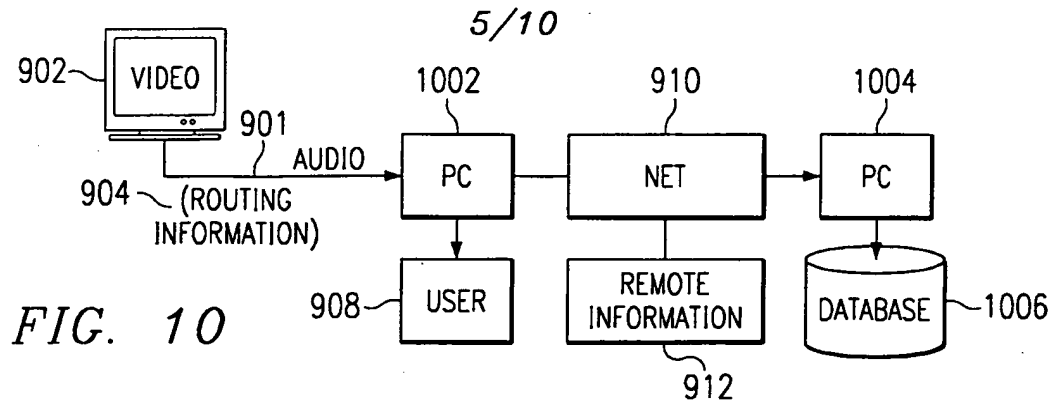 5/10
902
VIDEO
901
AUDIO
904
(ROUTING
INFORMATION)
1002
PC
910
NET
1004
PC
908
USER
REMOTE
INFORMATION
912
DATABASE
1006
FIG. 10